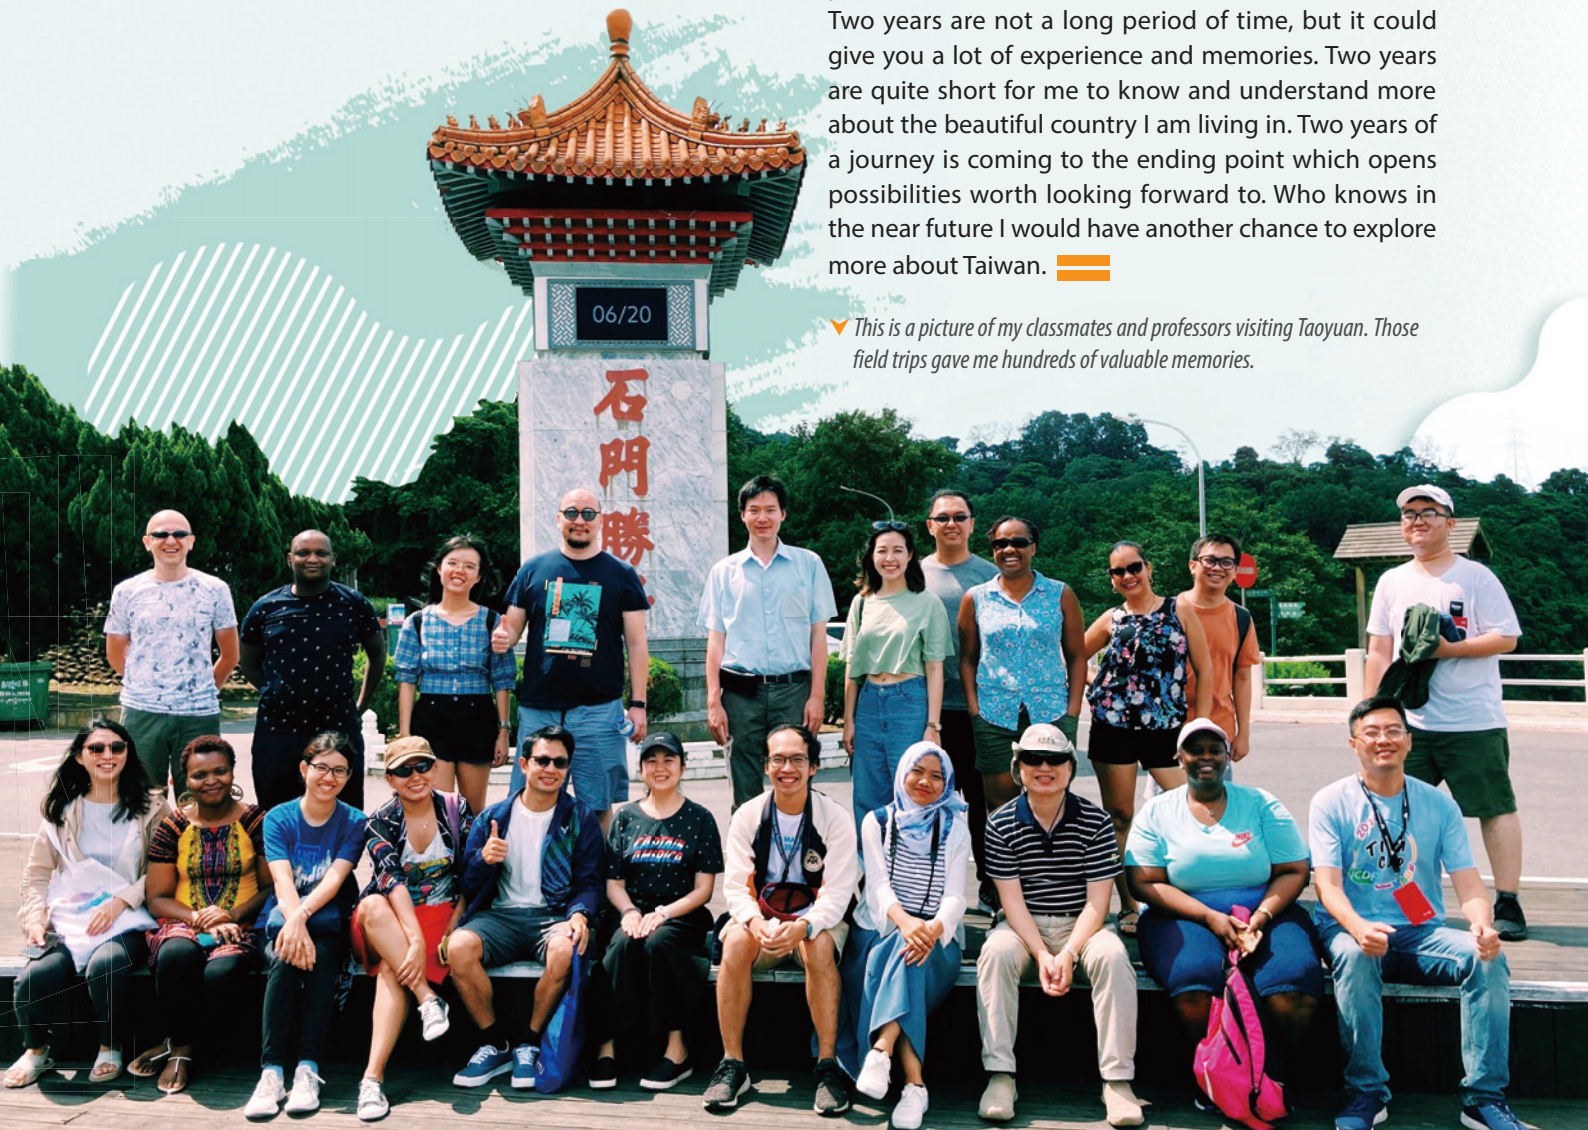 Two years are not a long period of time, but it could
give you a lot of experience and memories. Two years
are quite short for me to know and understand more
about the beautiful country I am living in. Two years of
a journey is coming to the ending point which opens
possibilities worth looking forward to. Who knows in
the near future I would have another chance to explore
more about Taiwan.
This is a picture of my classmates and professors visiting Taoyuan. Those
field trips gave me hundreds of valuable memories.
06/20
石門勝
CAPTAIN
AMERICA
NIKE
ICDF